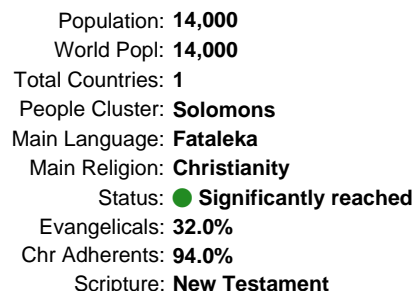 Population: 14,000
World Popl: 14,000
Total Countries: 1
People Cluster: Solomons
Main Language: Fataleka
Main Religion: Christianity
Status: Significantly reached
Evangelicals: 32.0%
Chr Adherents: 94.0%
Scripture: New Testament